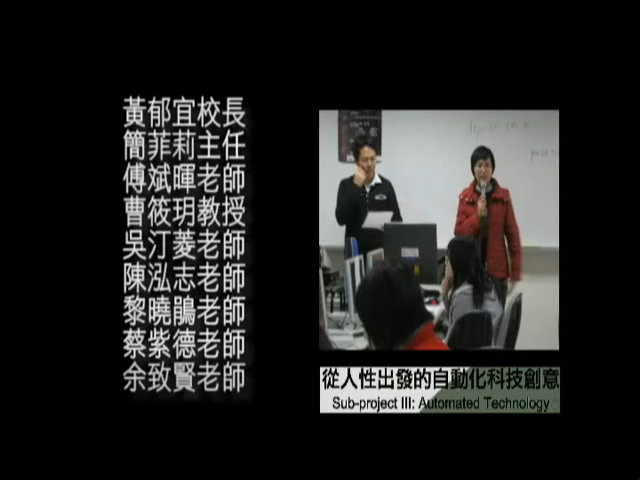 黃郁宜校長
簡菲莉主任
傅斌暉老師
曹筱玥教授
吳汀菱老師
陳泓志老師
黎曉鵑老師
蔡紫德老師
余致賢老師
從人性出發的自動化科技創意
Sub-project III: Automated Technology